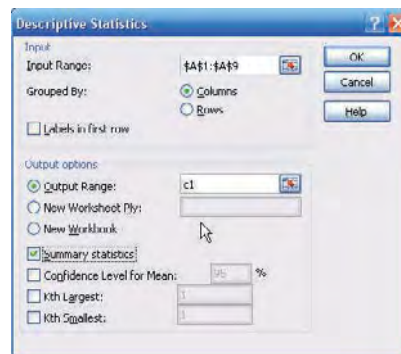 Descriptive Statistics
Input
Input Range: $A$1:$A$9
Grouped By: Columns
Rows
Labels in first row
OK
Cancel
Help
Output options
Output Range: c1
New Worksheet Ply:
New Workbook
Summary statistics
Confidence Level for Mean: 95 %
Kth Largest: 1
Kth Smallest: 1